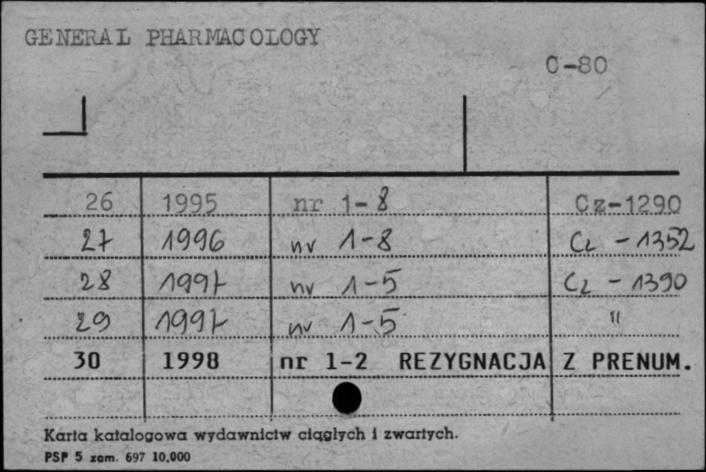 GENERAL PHARMACOLOGY
C-80
26 1995 nr 1-8 Cz-1290
27 1996 nr 1-8 Cz - 1352
28 1997 nr 1-5 Cz - 1390
29 1997 nr 1-5 "
30 1998 nr 1-2 REZYGNACJA Z PRENUM.
Karta katalogowa wydawnictw ciągłych i zwartych.
PSP 5 zam. 697 10.000